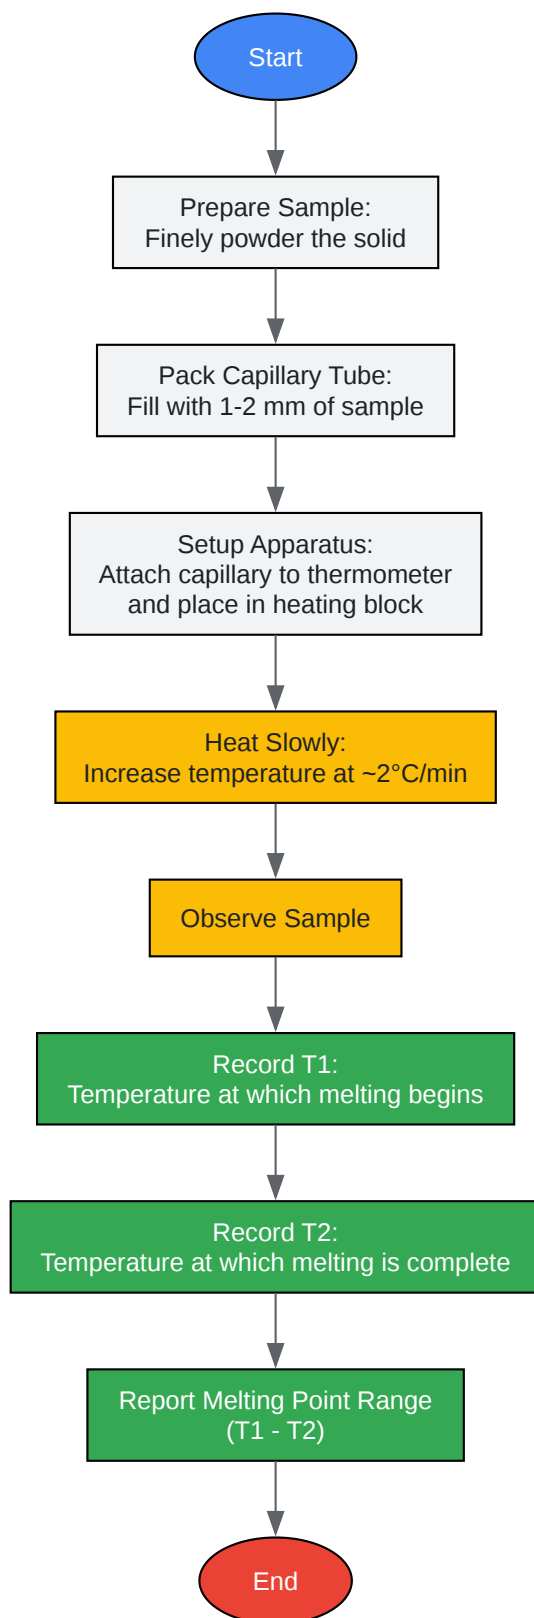 Start
Prepare Sample:
Finely powder the solid
Pack Capillary Tube:
Fill with 1-2 mm of sample
Setup Apparatus:
Attach capillary to thermometer
and place in heating block
Heat Slowly:
Increase temperature at ~2°C/min
Observe Sample
Record T1:
Temperature at which melting begins
Record T2:
Temperature at which melting is complete
Report Melting Point Range
(T1 - T2)
End